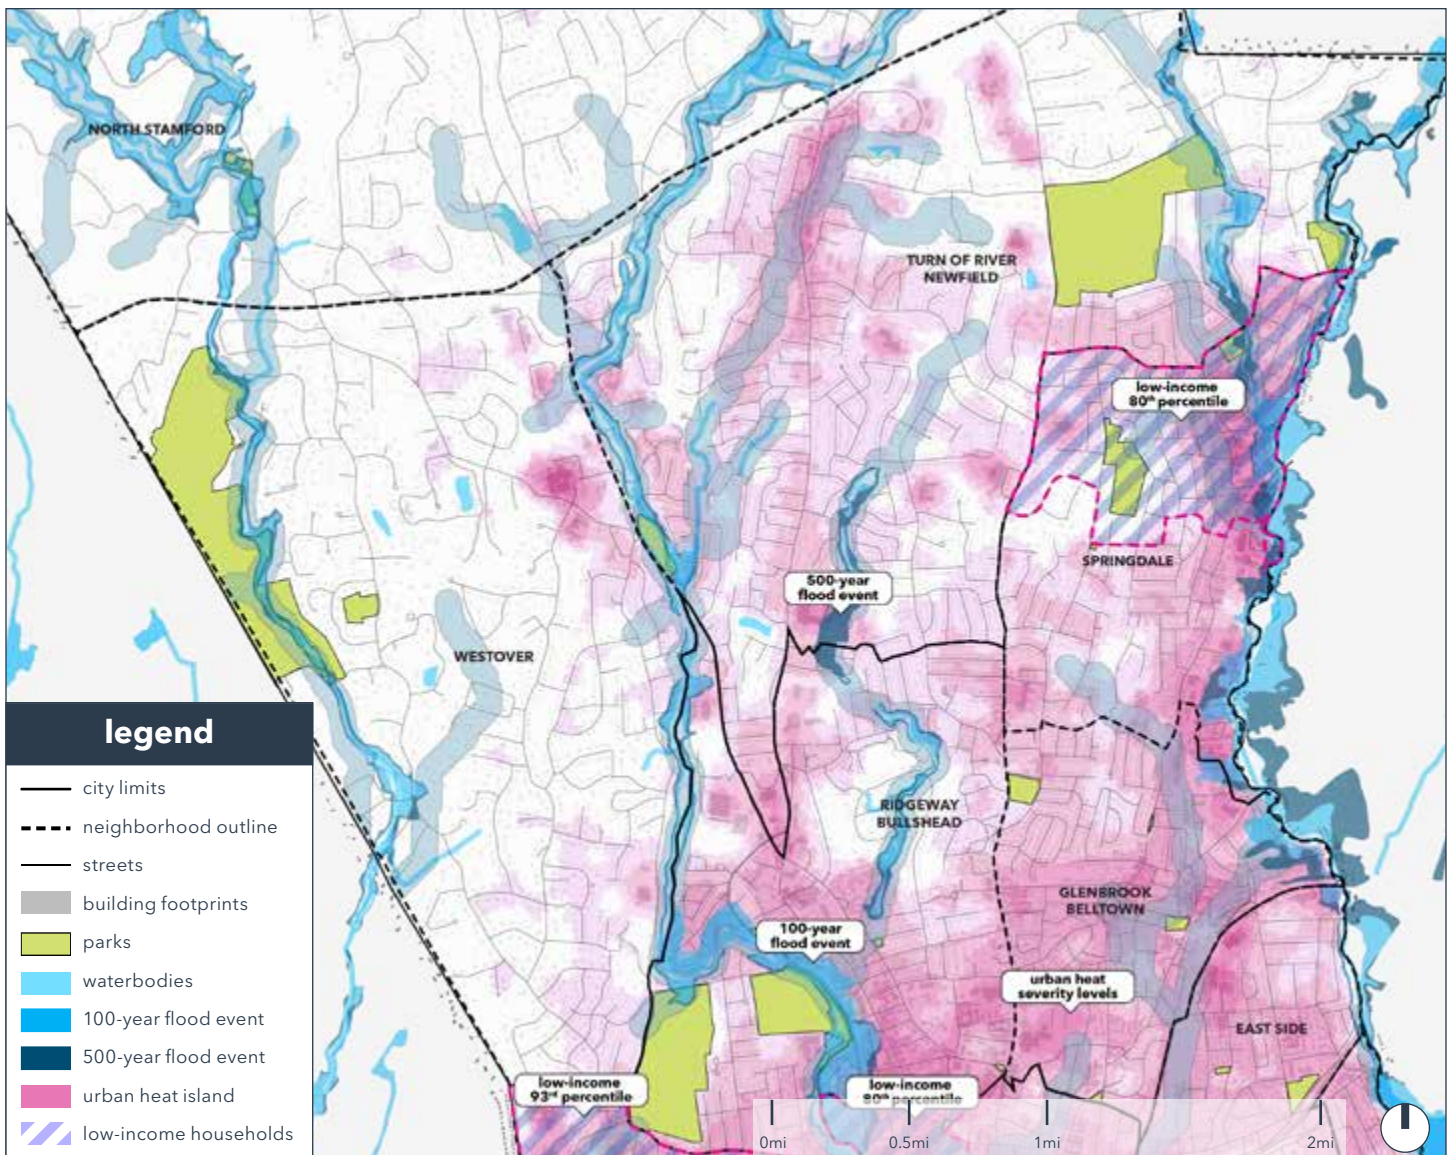 NORTH STAMFORD
TURN OF RIVER
NEWFIELD
low-income
80th percentile
SPRINGDALE
500-year
flood event
WESTOVER
RIDGEWAY
BULLSHEAD
GLENBROOK
BELLTOWN
100-year
flood event
urban heat
severity levels
EAST SIDE
low-income
93rd percentile
low-income
80th percentile
legend
city limits
neighborhood outline
streets
building footprints
parks
waterbodies
100-year flood event
500-year flood event
urban heat island
low-income households
0mi
0.5mi
1mi
2mi